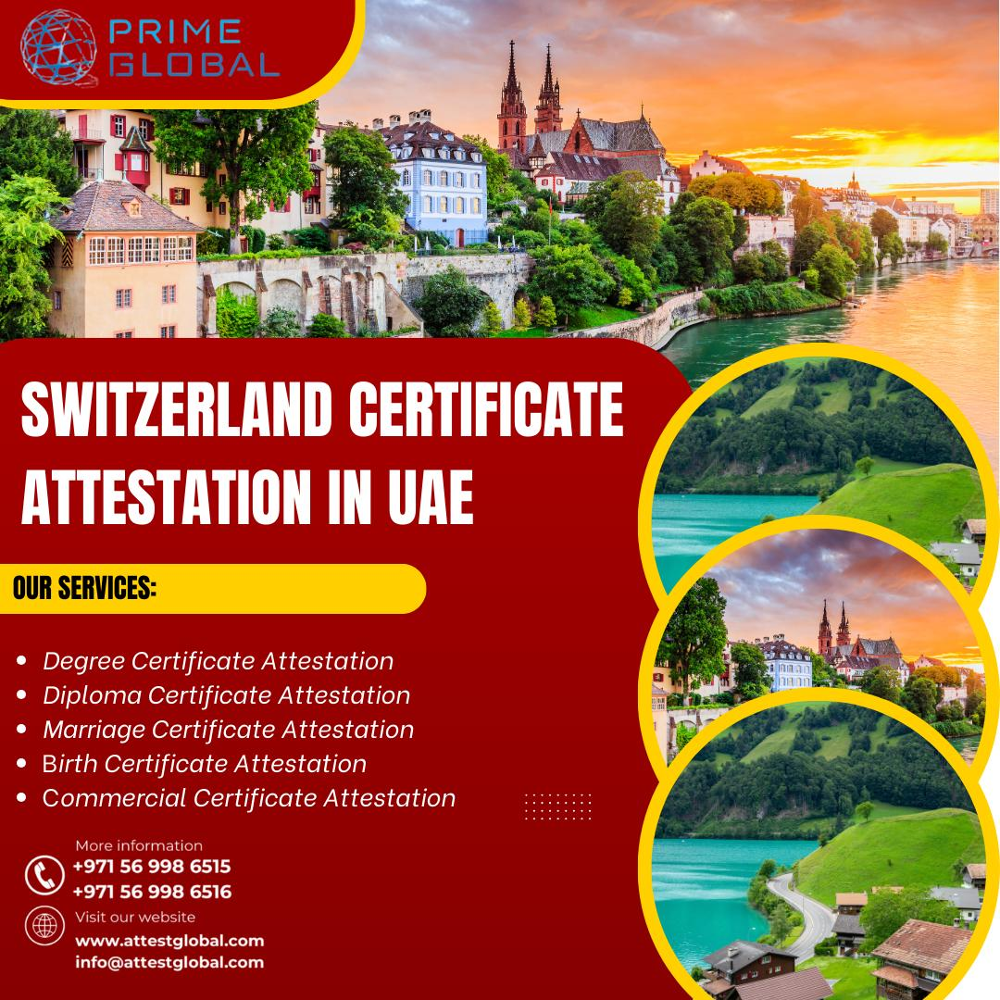 PRIME
GLOBAL
SWITZERLAND CERTIFICATE
ATTESTATION IN UAE
OUR SERVICES:
• Degree Certificate Attestation
• Diploma Certificate Attestation
• Marriage Certificate Attestation
• Birth Certificate Attestation
• Commercial Certificate Attestation
More information
+971 56 998 6515
+971 56 998 6516
Visit our website
www.attestglobal.com
info@attestglobal.com